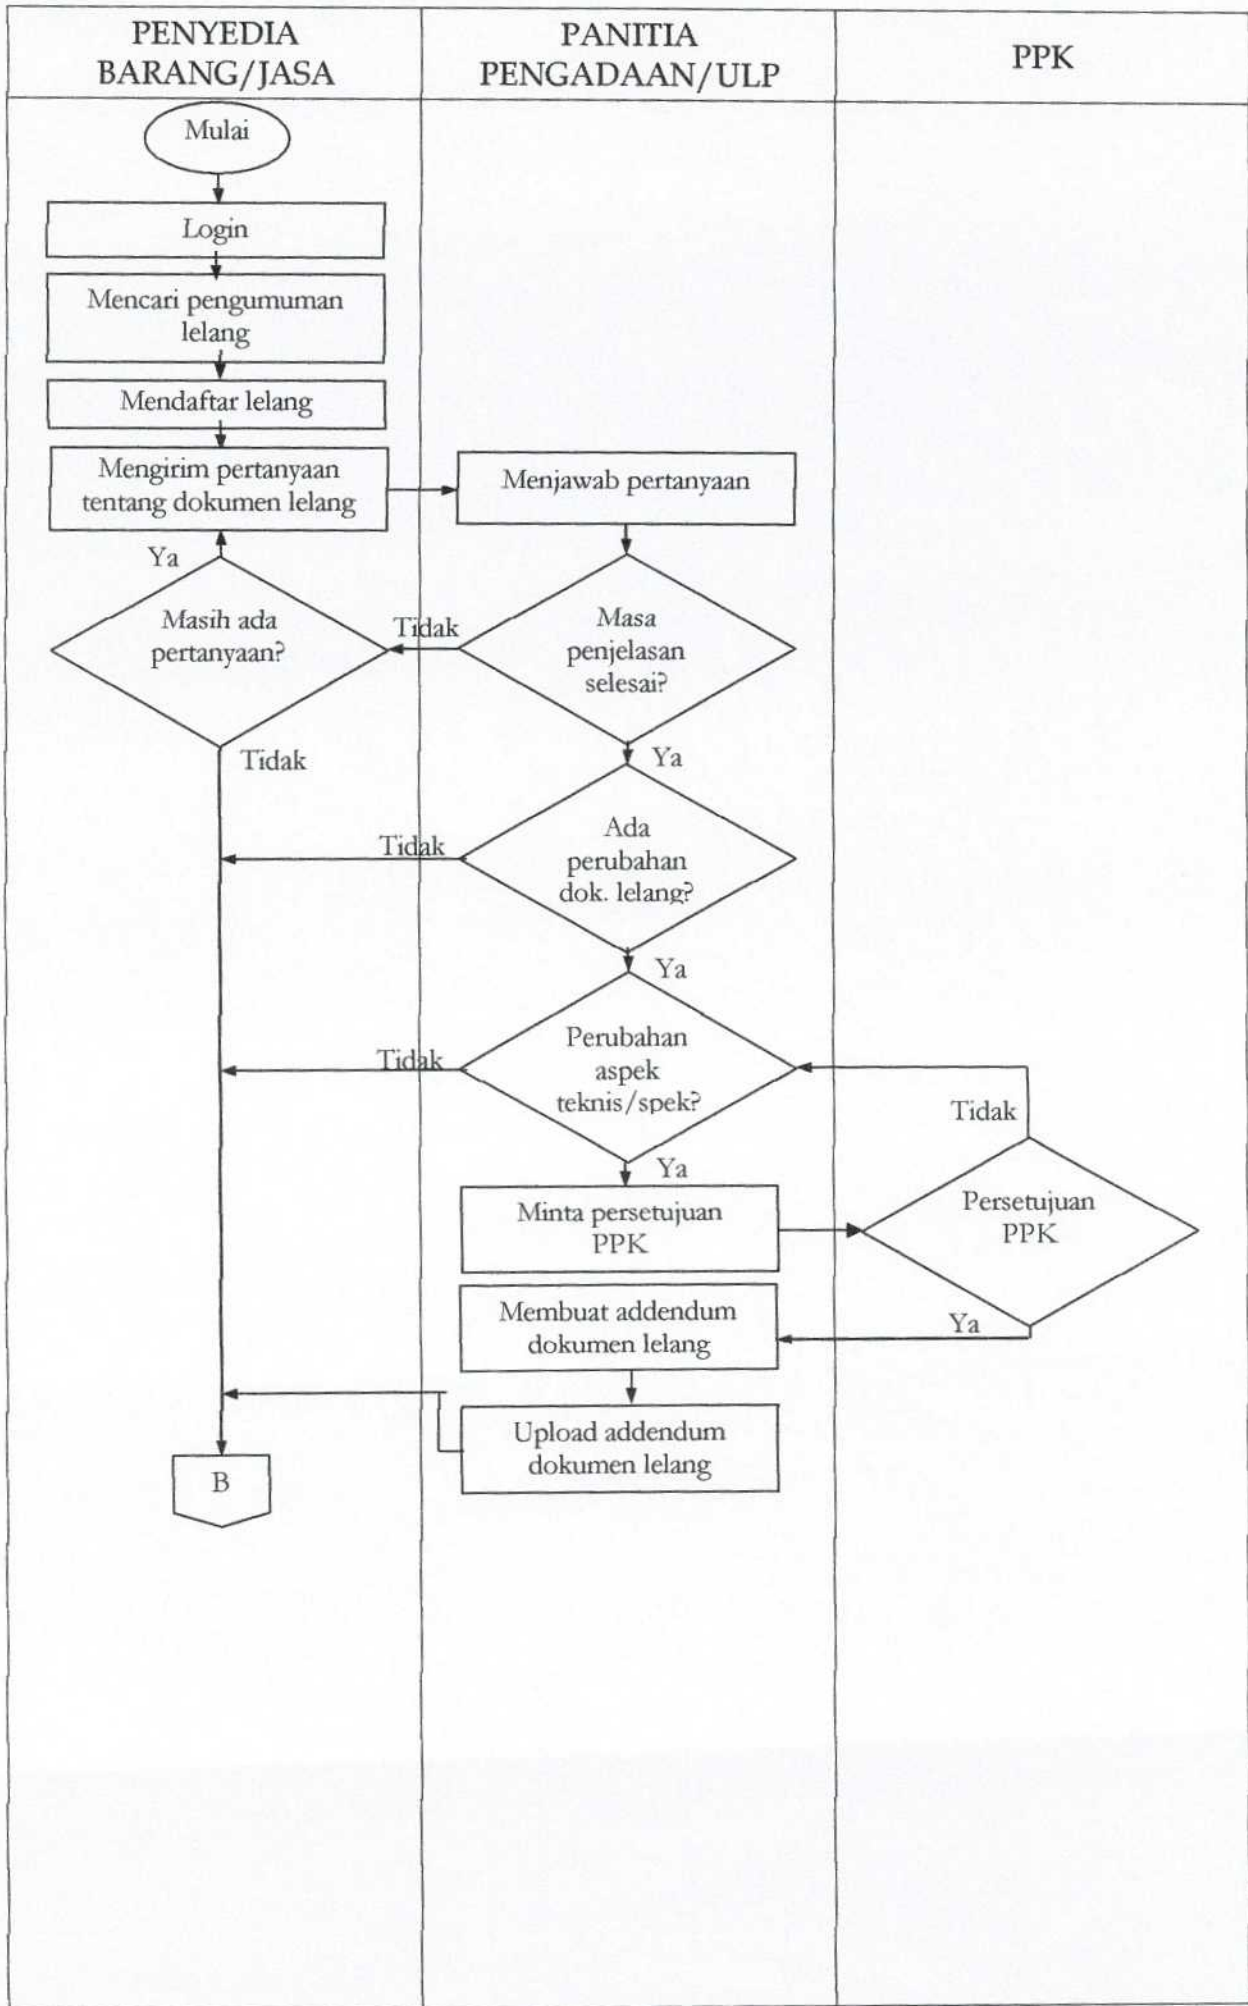 PENYEDIA
BARANG/JASA
PANITIA
PENGADAAN/ULP
PPK
Mulai
Login
Mencari pengumuman
lelang
Mendaftar lelang
Mengirim pertanyaan
tentang dokumen lelang
Menjawab pertanyaan
Ya
Masih ada
pertanyaan?
Tidak
Masa
penjelasan
selesai?
Tidak
Ya
Ada
perubahan
dok. lelang?
Tidak
Ya
Perubahan
aspek
teknis/spek?
Tidak
Tidak
Ya
Minta persetujuan
PPK
Persetujuan
PPK
Membuat addendum
dokumen lelang
Ya
Upload addendum
dokumen lelang
B